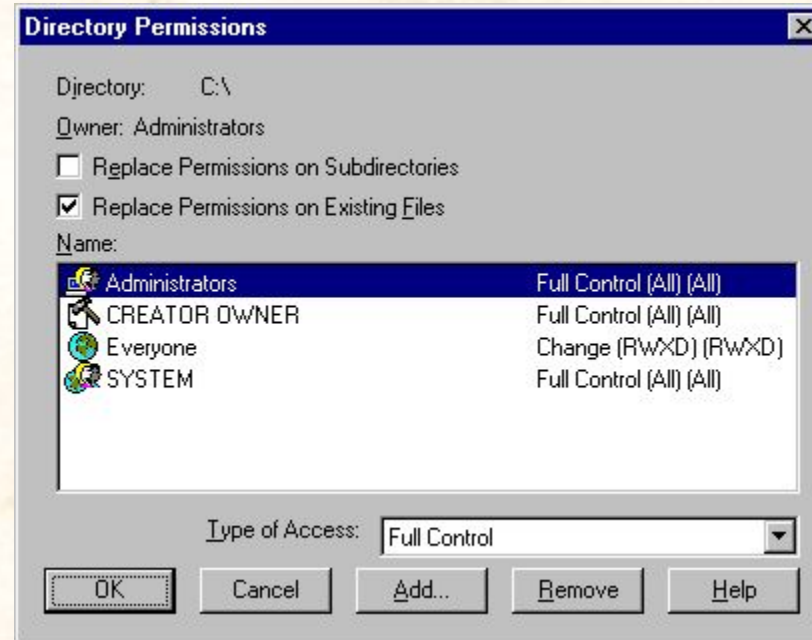 Directory Permissions
Directory: C:\
Owner: Administrators
Replace Permissions on Subdirectories
Replace Permissions on Existing Files
Name:
Administrators Full Control (All) (All)
CREATOR OWNER Full Control (All) (All)
Everyone Change (RWXD) (RWXD)
SYSTEM Full Control (All) (All)
Type of Access: Full Control
OK Cancel Add... Remove Help